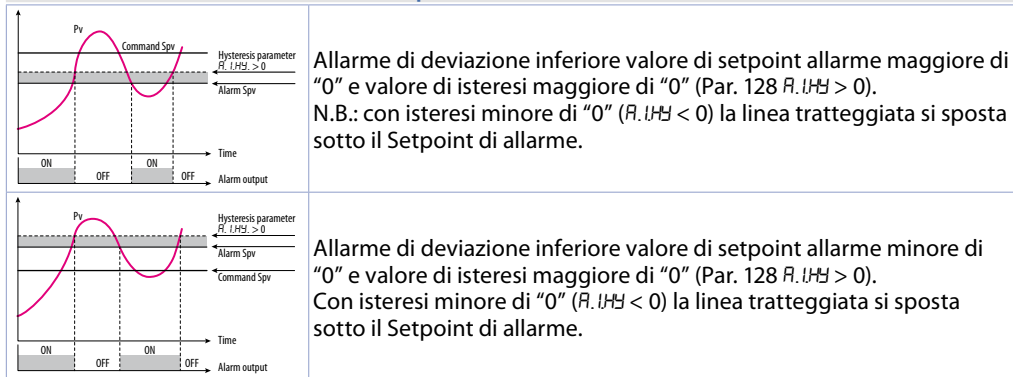 Pv
Command Spv
Hysteresis parameter
A.1.HY. > 0
Alarm Spv
Time
ON
OFF
ON
OFF
Alarm output
Allarme di deviazione inferiore valore di setpoint allarme maggiore di
“0” e valore di isteresi maggiore di “0” (Par. 128 A.1.HY > 0).
N.B.: con isteresi minore di “0” (A.1.HY < 0) la linea tratteggiata si sposta
sotto il Setpoint di allarme.
Pv
Hysteresis parameter
A.1.HY. > 0
Alarm Spv
Command Spv
Time
ON
OFF
ON
OFF
Alarm output
Allarme di deviazione inferiore valore di setpoint allarme minore di
“0” e valore di isteresi maggiore di “0” (Par. 128 A.1.HY > 0).
Con isteresi minore di “0” (A.1.HY < 0) la linea tratteggiata si sposta
sotto il Setpoint di allarme.